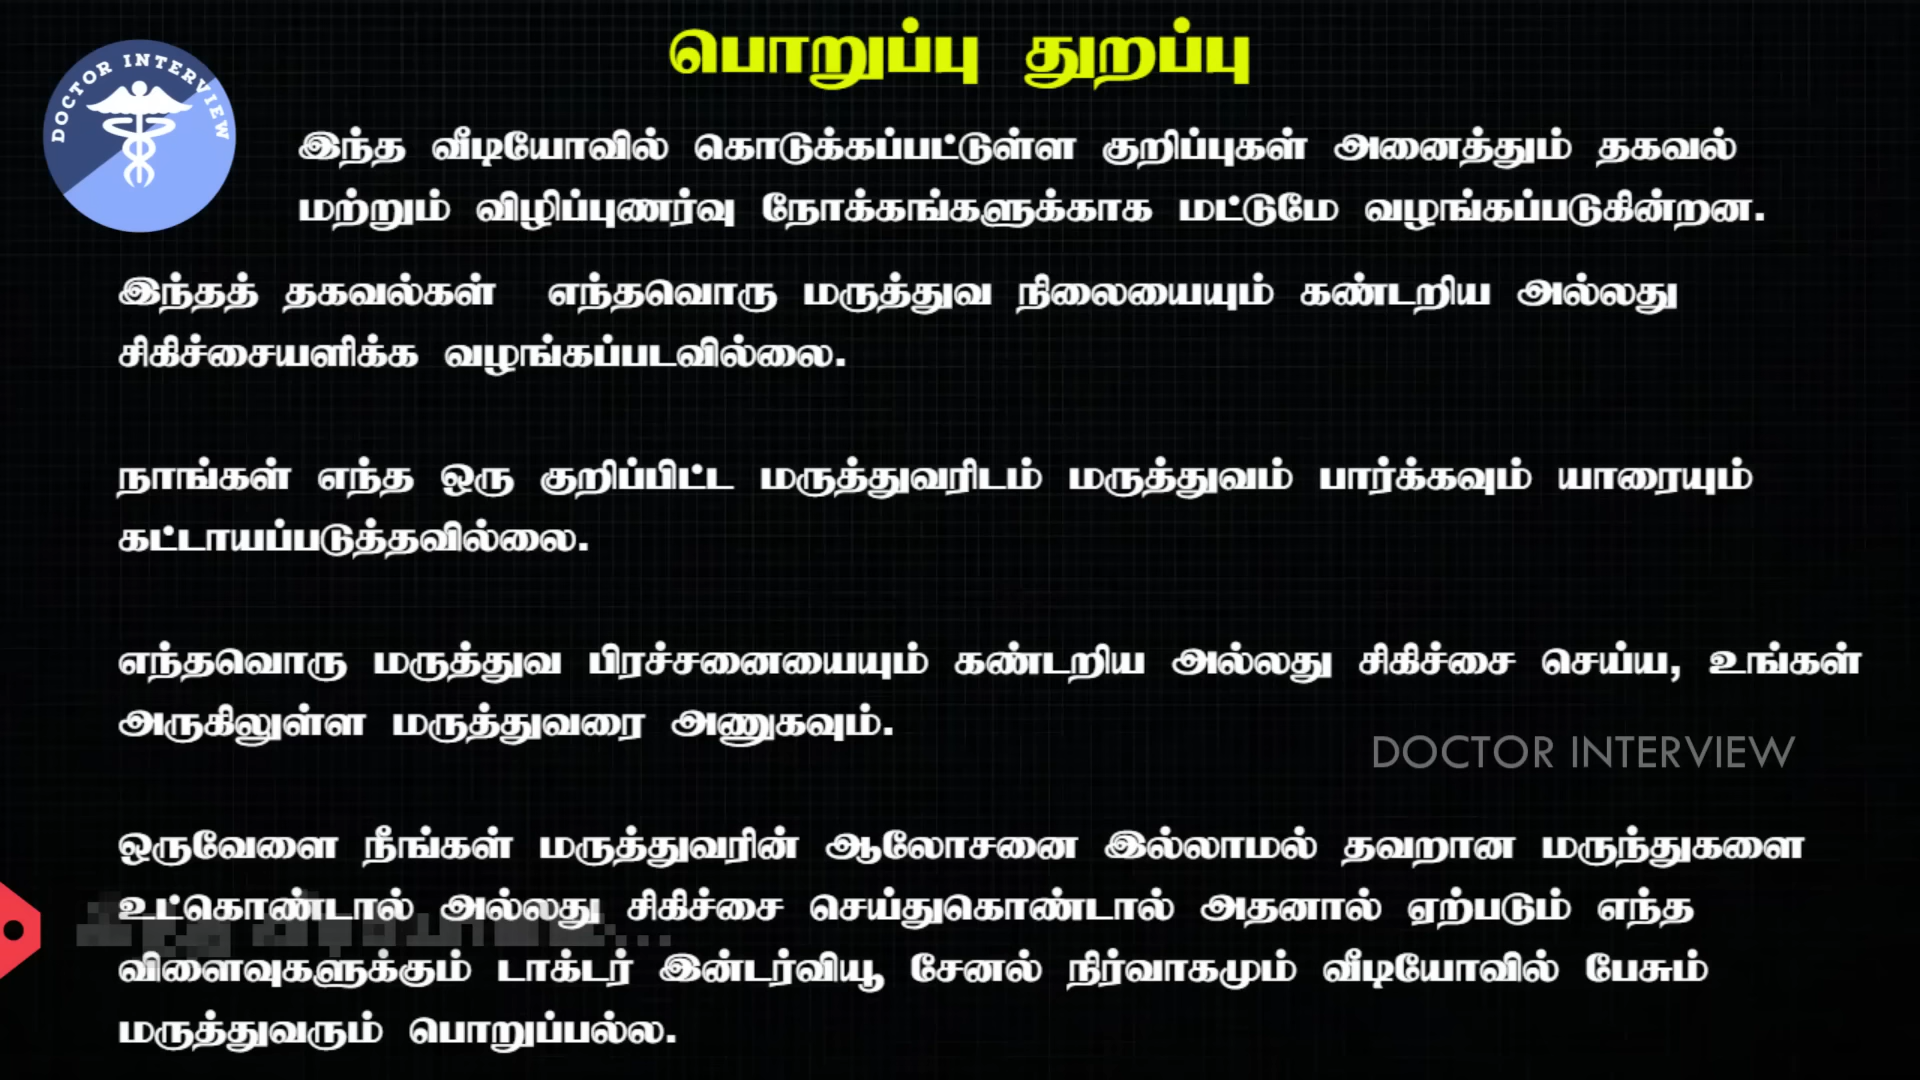 பொறுப்பு துறப்பு
DOCTOR INTERVIEW
இந்த வீடியோவில் கொடுக்கப்பட்டுள்ள குறிப்புகள் அனைத்தும் தகவல்
மற்றும் விழிப்புணர்வு நோக்கங்களுக்காக மட்டுமே வழங்கப்படுகின்றன.
இந்தத் தகவல்கள் எந்தவொரு மருத்துவ நிலையையும் கண்டறிய அல்லது
சிகிச்சையளிக்க வழங்கப்படவில்லை.
நாங்கள் எந்த ஒரு குறிப்பிட்ட மருத்துவரிடம் மருத்துவம் பார்க்கவும் யாரையும்
கட்டாயப்படுத்தவில்லை.
எந்தவொரு மருத்துவ பிரச்சனையையும் கண்டறிய அல்லது சிகிச்சை செய்ய, உங்கள்
அருகிலுள்ள மருத்துவரை அணுகவும்.
DOCTOR INTERVIEW
ஒருவேளை நீங்கள் மருத்துவரின் ஆலோசனை இல்லாமல் தவறான மருந்துகளை
உட்கொண்டால் அல்லது சிகிச்சை செய்துகொண்டால் அதனால் ஏற்படும் எந்த
விளைவுகளுக்கும் டாக்டர் இன்டர்வியூ சேனல் நிர்வாகமும் வீடியோவில் பேசும்
மருத்துவரும் பொறுப்பல்ல.